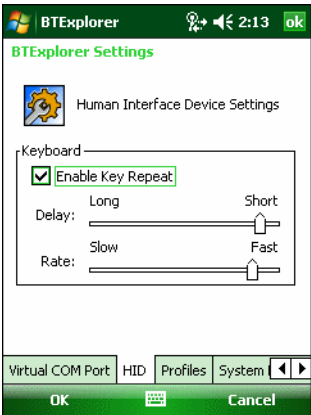 BTExplorer 2:13 ok
BTExplorer Settings
Human Interface Device Settings
Keyboard
Enable Key Repeat
Long Short
Delay:
Slow Fast
Rate:
Virtual COM Port HID Profiles System
OK Cancel